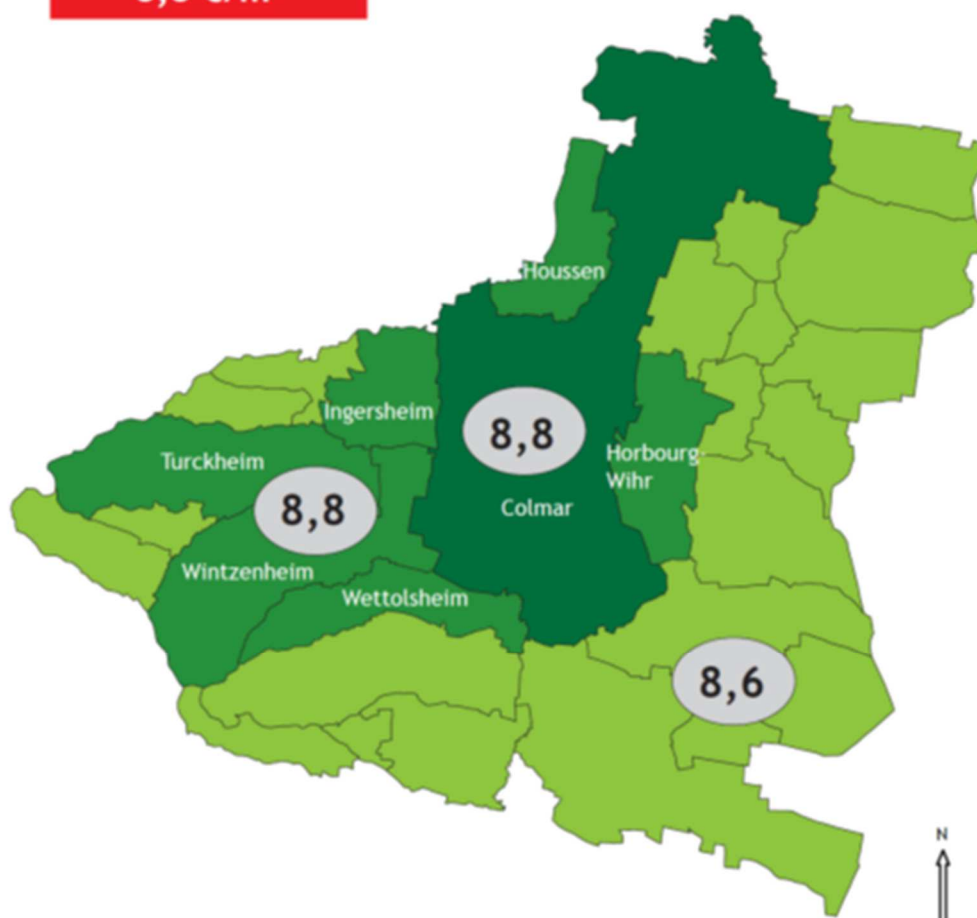 Houssen
Ingersheim
8,8
Horbourg-
Wihr
Turckheim
8,8
Colmar
Wintzenheim
Wettolsheim
8,6
N